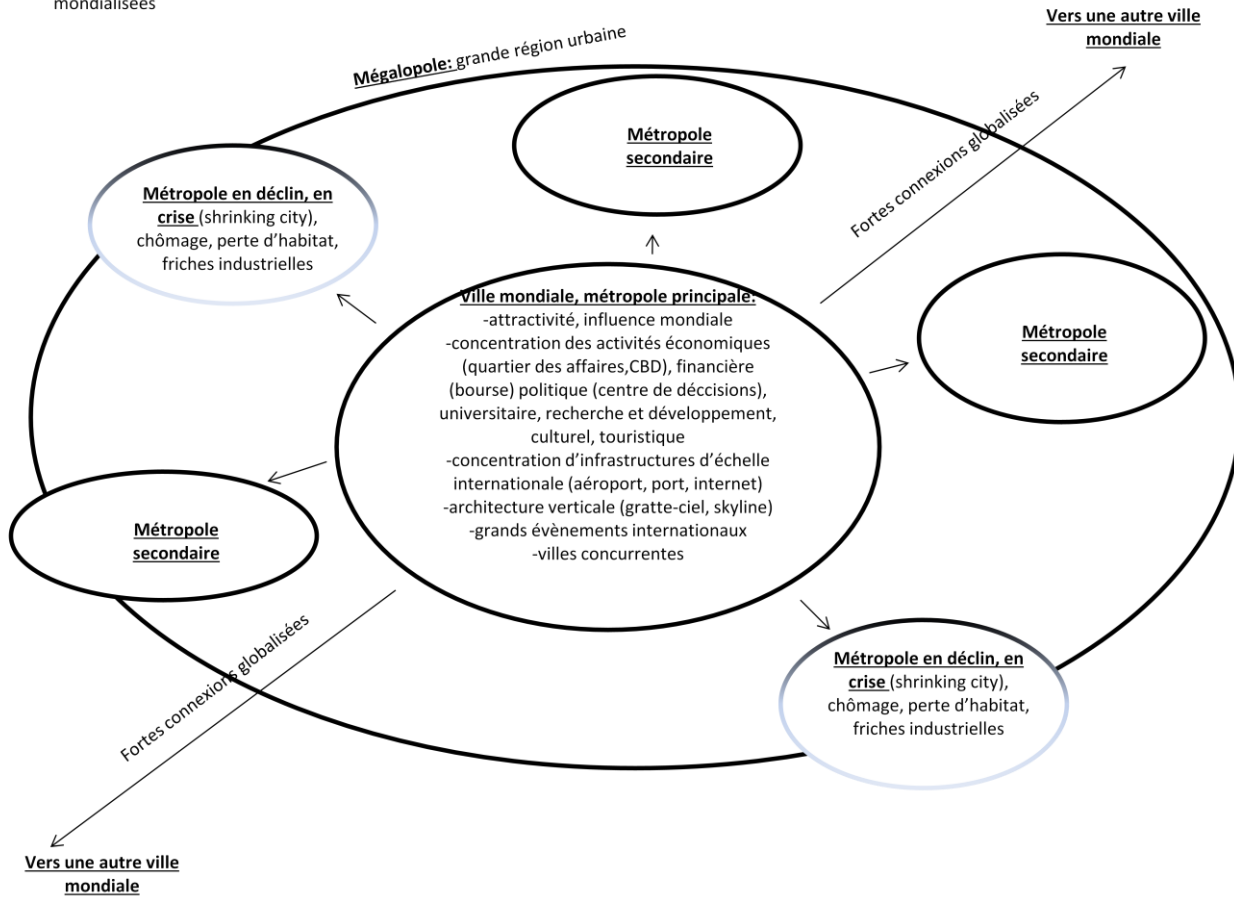 mondialisées
Vers une autre ville
mondiale
Mégalopole: grande région urbaine
Métropole
secondaire
Fortes connexions globalisées
Métropole en déclin, en
crise (shrinking city),
chômage, perte d'habitat,
friches industrielles
Ville mondiale, métropole principale:
-attractivité, influence mondiale
-concentration des activités économiques
(quartier des affaires,CBD), financière
(bourse) politique (centre de déccisions),
universitaire, recherche et développement,
culturel, touristique
-concentration d'infrastructures d'échelle
internationale (aéroport, port, internet)
-architecture verticale (gratte-ciel, skyline)
-grands évènements internationaux
-villes concurrentes
Métropole
secondaire
Métropole
secondaire
Fortes connexions globalisées
Métropole en déclin, en
crise (shrinking city),
chômage, perte d'habitat,
friches industrielles
Vers une autre ville
mondiale